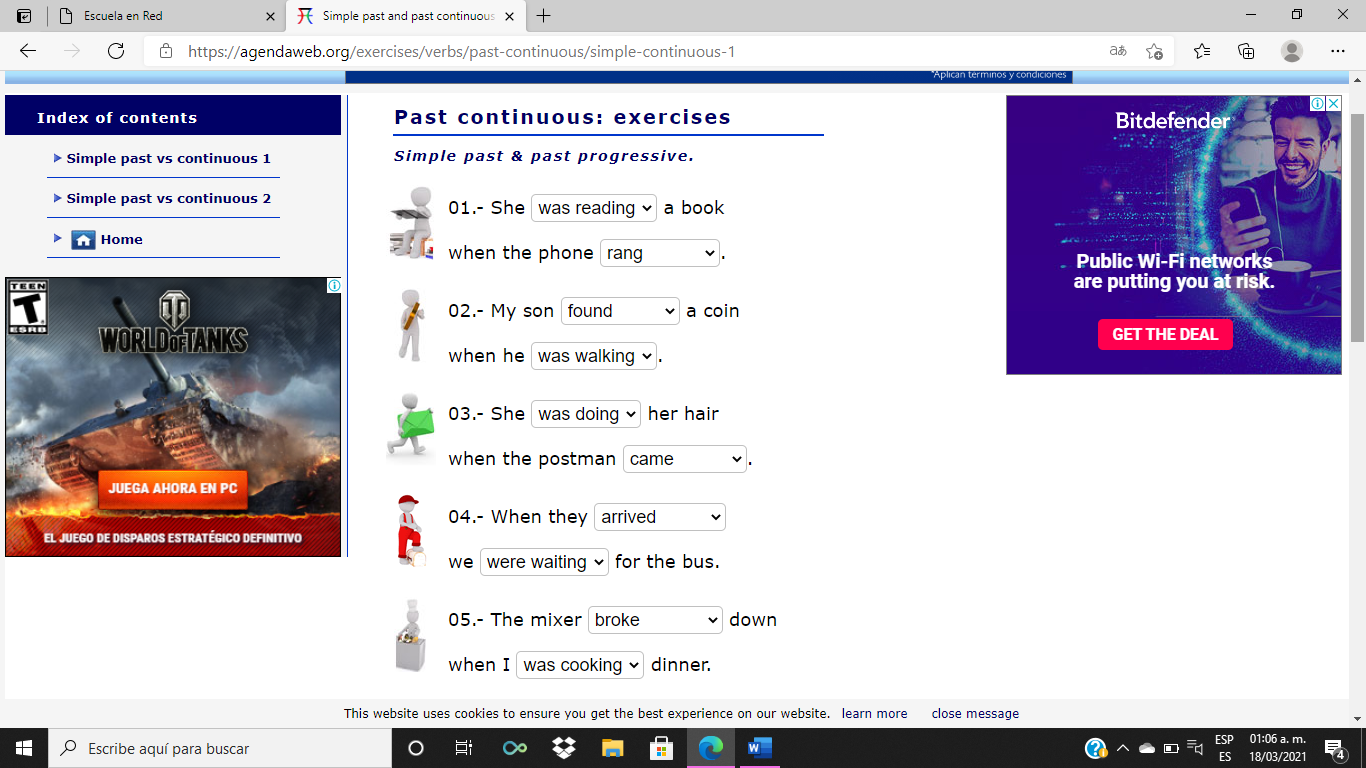 Escuela en Red
Simple past and past continuous
https://agendaweb.org/exercises/verbs/past-continuous/simple-continuous-1
*Aplican términos y condiciones
Index of contents
Simple past vs continuous 1
Simple past vs continuous 2
Home
TEEN
T
ESRB
WORLD OF TANKS
JUEGA AHORA EN PC
EL JUEGO DE DISPAROS ESTRATÉGICO DEFINITIVO
Past continuous: exercises
Simple past & past progressive.
01.- She was reading a book
when the phone rang.
02.- My son found a coin
when he was walking.
03.- She was doing her hair
when the postman came.
04.- When they arrived
we were waiting for the bus.
05.- The mixer broke down
when I was cooking dinner.
Bitdefender
Public Wi-Fi networks
are putting you at risk.
GET THE DEAL
This website uses cookies to ensure you get the best experience on our website. learn more close message
Escribe aquí para buscar
ESP
ES
01:06 a. m.
18/03/2021
4